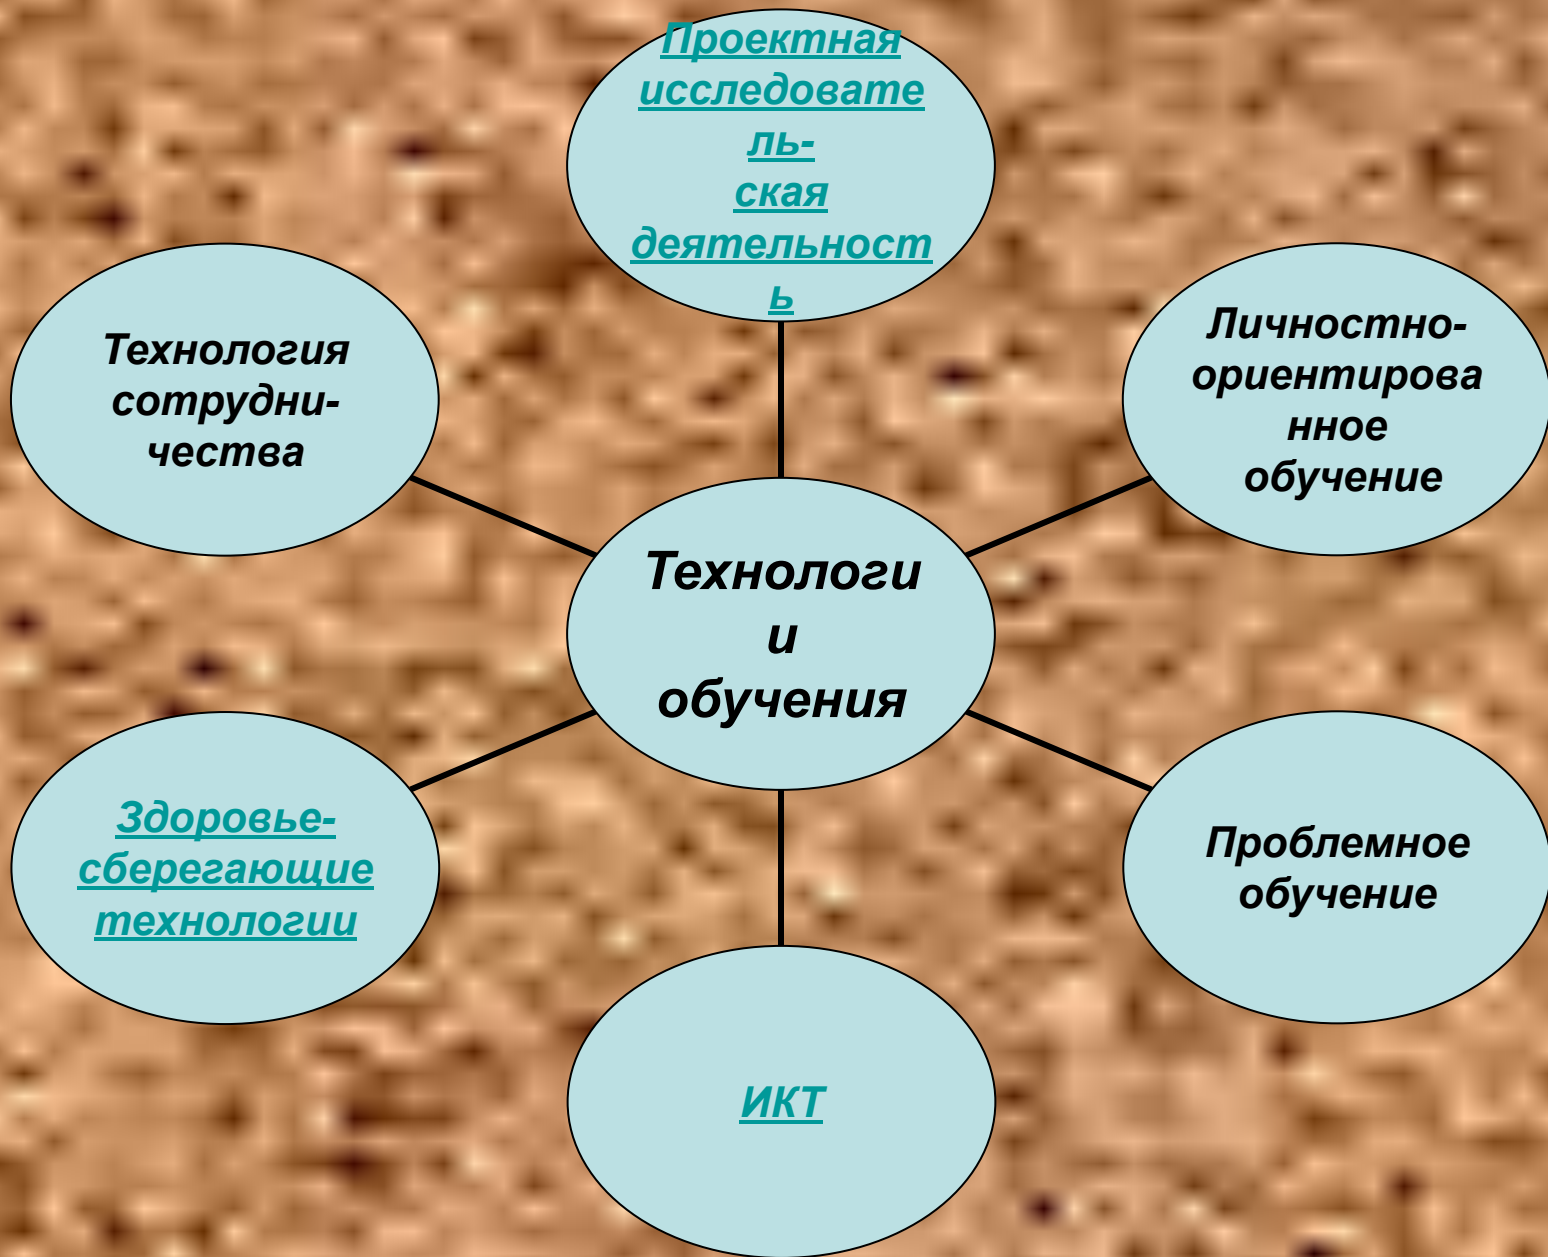 Проектная
исследовате
ль-
ская
деятельност
ь
Технология
сотрудни-
чества
Личностно-
ориентирова
нное
обучение
Технологи
и
обучения
Здоровье-
сберегающие
технологии
Проблемное
обучение
ИКТ